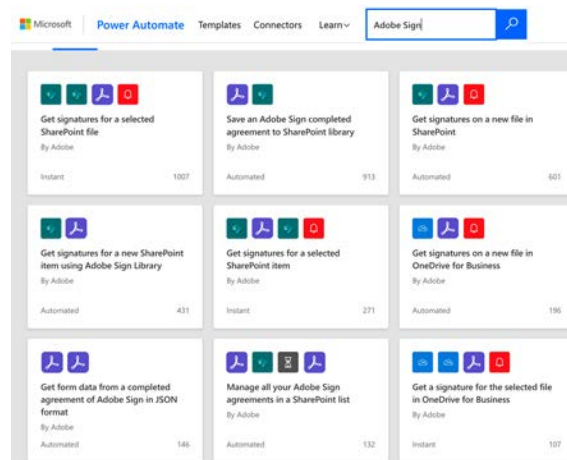 Microsoft Power Automate Templates Connectors Learn Adobe Sign
Get signatures for a selected
SharePoint file
By Adobe
Instant 1007
Save an Adobe Sign completed
agreement to SharePoint library
By Adobe
Automated 913
Get signatures on a new file in
SharePoint
By Adobe
Automated 601
Get signatures for a new SharePoint
item using Adobe Sign Library
By Adobe
Automated 431
Get signatures for a selected
SharePoint item
By Adobe
Instant 271
Get signatures on a new file in
OneDrive for Business
By Adobe
Automated 196
Get form data from a completed
agreement of Adobe Sign in JSON
format
By Adobe
Automated 146
Manage all your Adobe Sign
agreements in a SharePoint list
By Adobe
Automated 132
Get a signature for the selected file
in OneDrive for Business
By Adobe
Instant 107